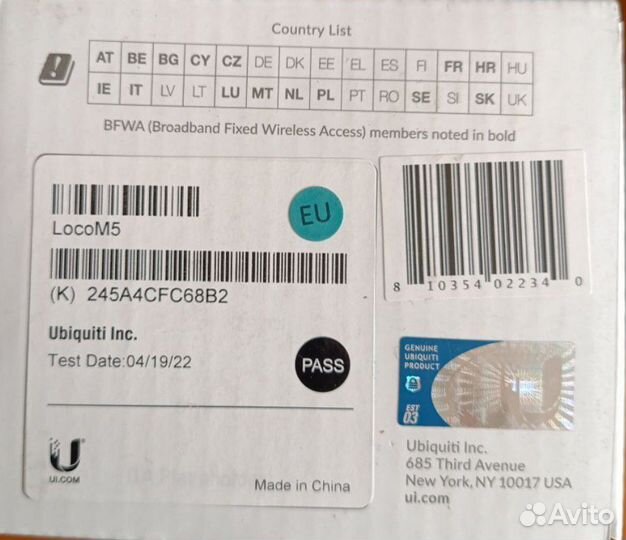 Country List
AT BE BG CY CZ DE DK EE EL ES FI FR HR HU
IE IT LV LT LU MT NL PL PT RO SE SI SK UK
BFWA (Broadband Fixed Wireless Access) members noted in bold
LocoM5
EU
(K) 245A4CFC68B2
Ubiquiti Inc.
Test Date:04/19/22
PASS
UI.COM
Made in China
8 10354 02234 0
GENUINE
UBIQUITI
PRODUCT
EST
03
Ubiquiti Inc.
685 Third Avenue
New York, NY 10017 USA
ui.com
Avito